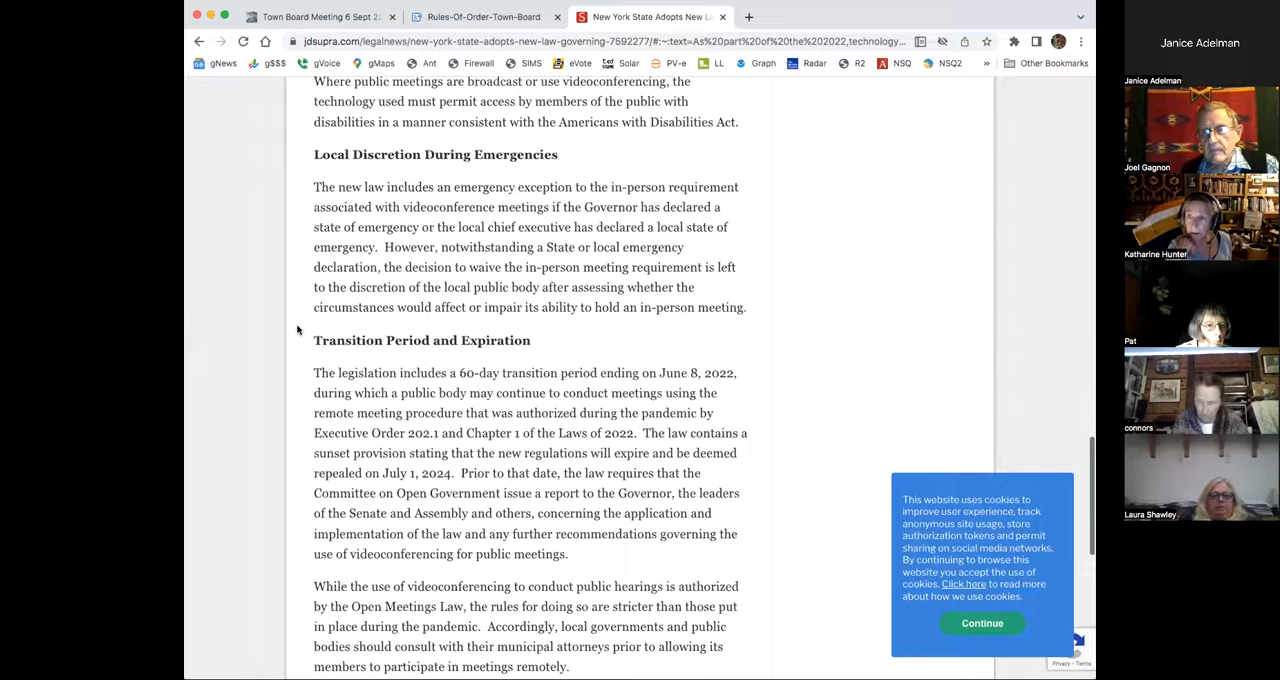 Town Board Meeting 6 Sept 20
Rules-Of-Order-Town-Board
New York State Adopts New La
jdsupra.com/legalnews/new-york-state-adopts-new-law-governing-7592277/#:~:text=As%20part%20of%20the%202022,technology...
gNews
g$$$
gVoice
gMaps
Ant
Firewall
SIMS
eVote
Solar
PV-e
LL
Graph
Radar
R2
NSQ
NSQ2
»
Other Bookmarks
Where public meetings are broadcast or use videoconferencing, the
technology used must permit access by members of the public with
disabilities in a manner consistent with the Americans with Disabilities Act.
Local Discretion During Emergencies
The new law includes an emergency exception to the in-person requirement
associated with videoconference meetings if the Governor has declared a
state of emergency or the local chief executive has declared a local state of
emergency.  However, notwithstanding a State or local emergency
declaration, the decision to waive the in-person meeting requirement is left
to the discretion of the local public body after assessing whether the
circumstances would affect or impair its ability to hold an in-person meeting.
Transition Period and Expiration
The legislation includes a 60-day transition period ending on June 8, 2022,
during which a public body may continue to conduct meetings using the
remote meeting procedure that was authorized during the pandemic by
Executive Order 202.1 and Chapter 1 of the Laws of 2022.  The law contains a
sunset provision stating that the new regulations will expire and be deemed
repealed on July 1, 2024.  Prior to that date, the law requires that the
Committee on Open Government issue a report to the Governor, the leaders
of the Senate and Assembly and others, concerning the application and
implementation of the law and any further recommendations governing the
use of videoconferencing for public meetings.
While the use of videoconferencing to conduct public hearings is authorized
by the Open Meetings Law, the rules for doing so are stricter than those put
in place during the pandemic.  Accordingly, local governments and public
bodies should consult with their municipal attorneys prior to allowing its
members to participate in meetings remotely.
This website uses cookies to
improve user experience, track
anonymous site usage, store
authorization tokens and permit
sharing on social media networks.
By continuing to browse this
website you accept the use of
cookies. Click here to read more
about how we use cookies.
Continue
Privacy - Terms
Janice Adelman
Janice Adelman
Joel Gagnon
Katharine Hunter
Pat
connors
Laura Shawley